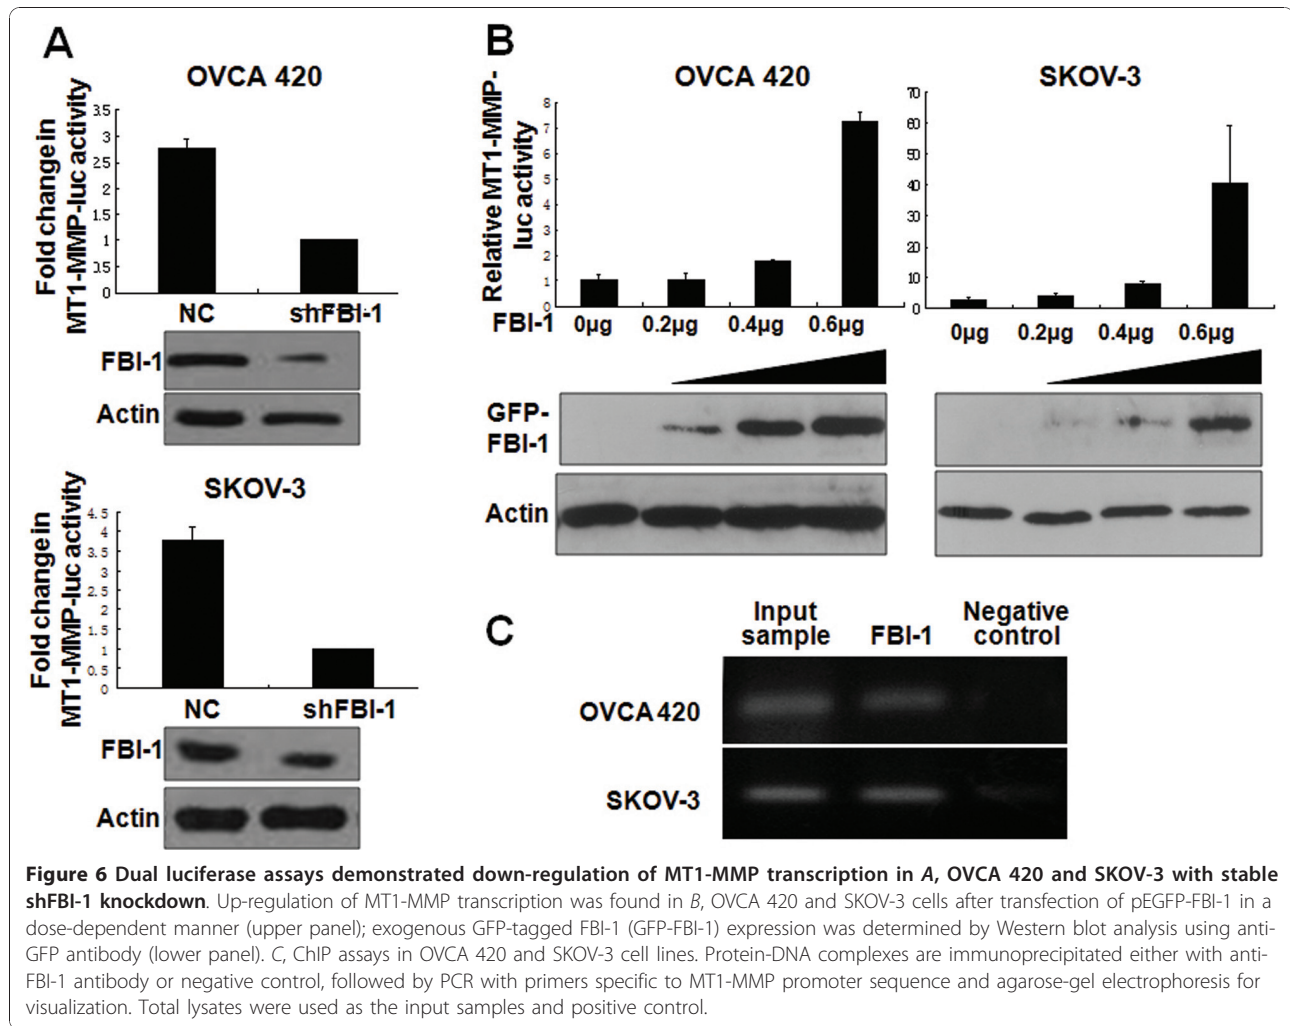 A
OVCA 420
Fold change in
MT1-MMP-luc activity
35
3
25
2
1.5
1
05
0
NC shFBI-1
FBI-1
Actin
SKOV-3
Fold change in
MT1-MMP-luc activity
4.5
4
3.5
3
2.5
2
1.5
1
0.5
0
NC shFBI-1
FBI-1
Actin
B
OVCA 420
Relative MT1-MMP-
luc activity
8
7
6
5
4
3
2
1
0
FBI-1 0µg 0.2µg 0.4µg 0.6µg
SKOV-3
70
60
50
40
30
20
10
0
0µg 0.2µg 0.4µg 0.6µg
GFP-
FBI-1
Actin
C
Input
sample
FBI-1
Negative
control
OVCA 420
SKOV-3
Figure 6 Dual luciferase assays demonstrated down-regulation of MT1-MMP transcription in A, OVCA 420 and SKOV-3 with stable
shFBI-1 knockdown. Up-regulation of MT1-MMP transcription was found in B, OVCA 420 and SKOV-3 cells after transfection of pEGFP-FBI-1 in a
dose-dependent manner (upper panel); exogenous GFP-tagged FBI-1 (GFP-FBI-1) expression was determined by Western blot analysis using anti-
GFP antibody (lower panel). C, ChIP assays in OVCA 420 and SKOV-3 cell lines. Protein-DNA complexes are immunoprecipitated either with anti-
FBI-1 antibody or negative control, followed by PCR with primers specific to MT1-MMP promoter sequence and agarose-gel electrophoresis for
visualization. Total lysates were used as the input samples and positive control.